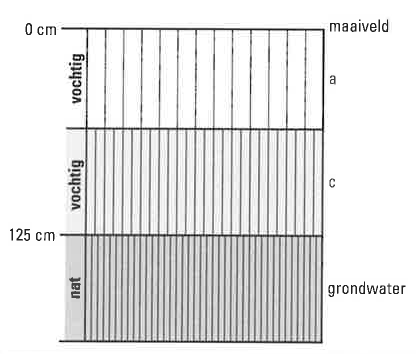 0 cm
maaiveld
vochtig
a
vochtig
c
125 cm
nat
grondwater